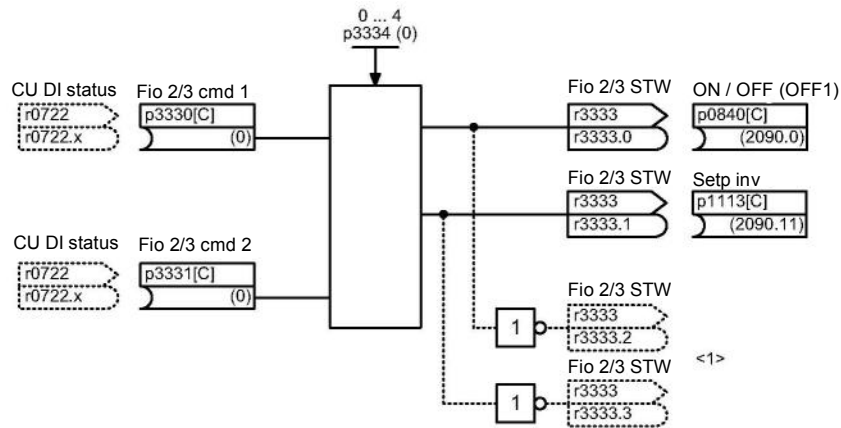 0 ... 4
p3334 (0)
CU DI status
Fio 2/3 cmd 1
Fio 2/3 STW
ON / OFF (OFF1)
r0722
p3330[C]
r3333
p0840[C]
r0722.x
(0)
r3333.0
(2090.0)
Fio 2/3 STW
Setp inv
r3333
p1113[C]
r3333.1
(2090.11)
CU DI status
Fio 2/3 cmd 2
r0722
p3331[C]
r0722.x
(0)
Fio 2/3 STW
r3333
1
r3333.2
<1>
Fio 2/3 STW
r3333
1
r3333.3